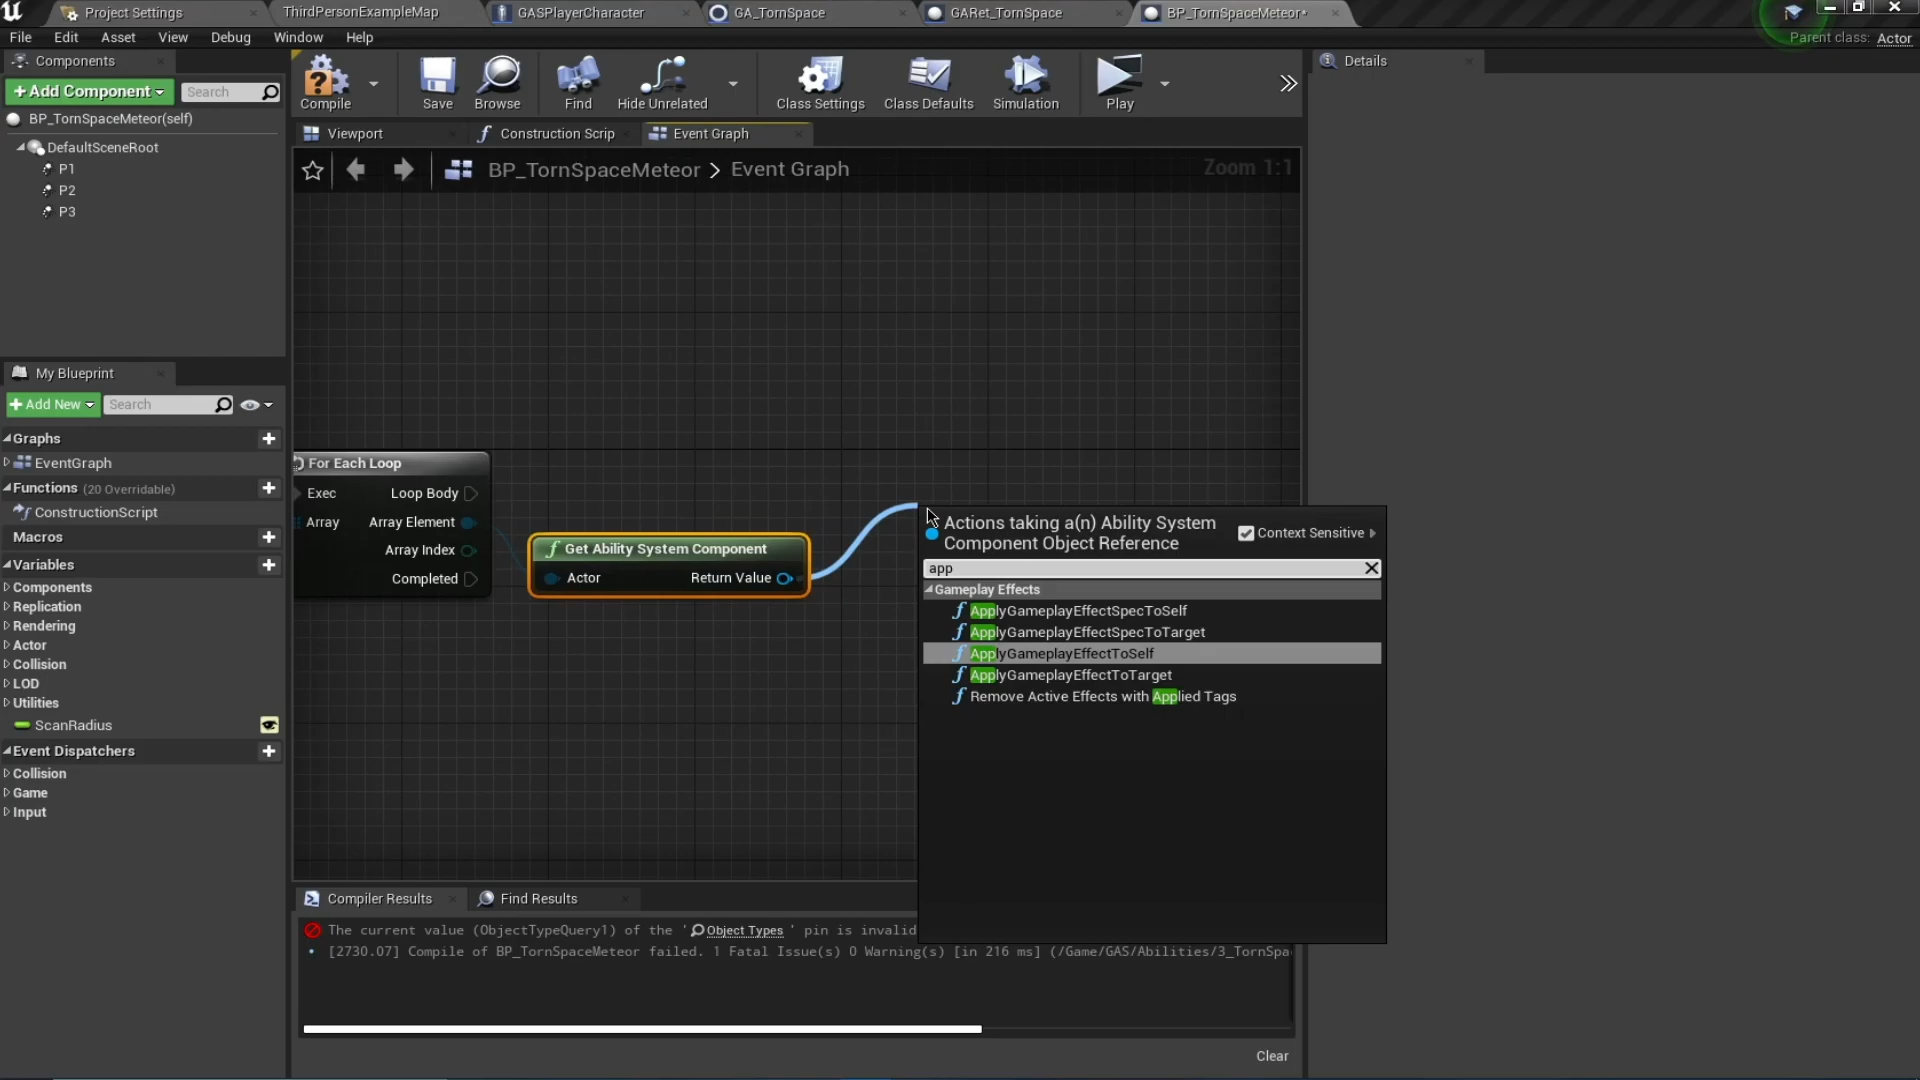 Project Settings
ThirdPersonExampleMap
GASPlayerCharacter
GA_TornSpace
GARet_TornSpace
BP_TornSpaceMeteor*
File
Edit
Asset
View
Debug
Window
Help
Parent class: Actor
Components
+Add Component
Search
BP_TornSpaceMeteor(self)
DefaultSceneRoot
P1
P2
P3
Compile
Save
Browse
Find
Hide Unrelated
Class Settings
Class Defaults
Simulation
Play
Details
Viewport
Construction Scrip
Event Graph
BP_TornSpaceMeteor > Event Graph
Zoom 1:1
My Blueprint
+Add New
Search
Graphs
EventGraph
Functions (20 Overridable)
ConstructionScript
Macros
Variables
Components
Replication
Rendering
Actor
Collision
LOD
Utilities
ScanRadius
Event Dispatchers
Collision
Game
Input
For Each Loop
Exec
Loop Body
Array
Array Element
Array Index
Completed
Get Ability System Component
Actor
Return Value
Actions taking a(n) Ability System
Component Object Reference
Context Sensitive
app
Gameplay Effects
ApplyGameplayEffectSpecToSelf
ApplyGameplayEffectSpecToTarget
ApplyGameplayEffectToSelf
ApplyGameplayEffectToTarget
Remove Active Effects with Applied Tags
Compiler Results
Find Results
The current value (ObjectTypeQuery1) of the ' Object Types ' pin is invalid
[2730.07] Compile of BP_TornSpaceMeteor failed. 1 Fatal Issue(s) 0 Warning(s) [in 216 ms] (/Game/GAS/Abilities/3_TornSpa
Clear